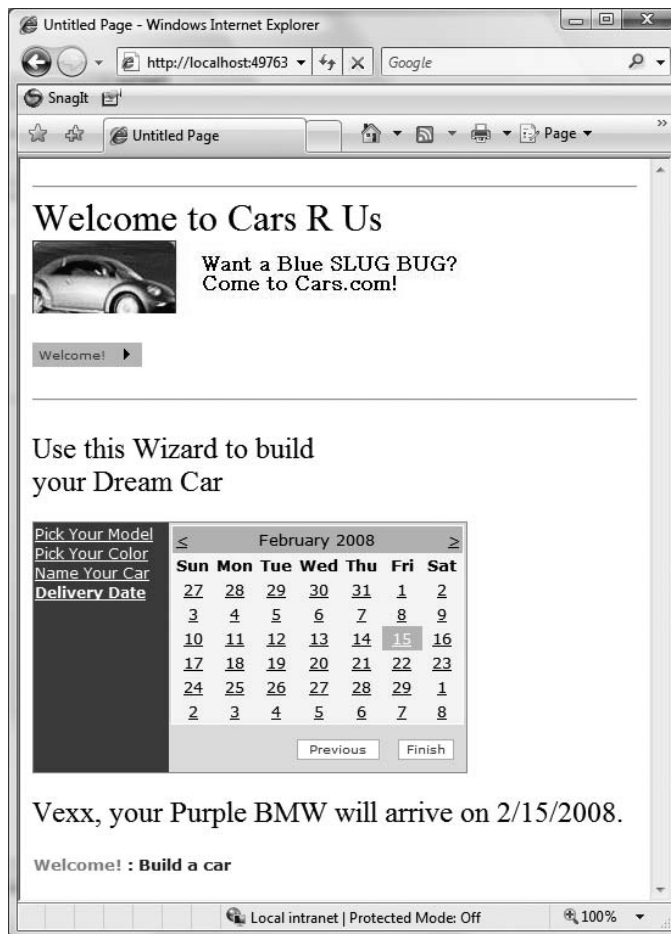 Untitled Page - Windows Internet Explorer
http://localhost:49763
Google
SnagIt
Untitled Page
Page
Welcome to Cars R Us
Want a Blue SLUG BUG?
Come to Cars.com!
Welcome!
Use this Wizard to build
your Dream Car
Pick Your Model
Pick Your Color
Name Your Car
Delivery Date
< February 2008 >
Sun Mon Tue Wed Thu Fri Sat
27 28 29 30 31 1 2
3 4 5 6 7 8 9
10 11 12 13 14 15 16
17 18 19 20 21 22 23
24 25 26 27 28 29 1
2 3 4 5 6 7 8
Previous Finish
Vexx, your Purple BMW will arrive on 2/15/2008.
Welcome! : Build a car
Local intranet | Protected Mode: Off
100%